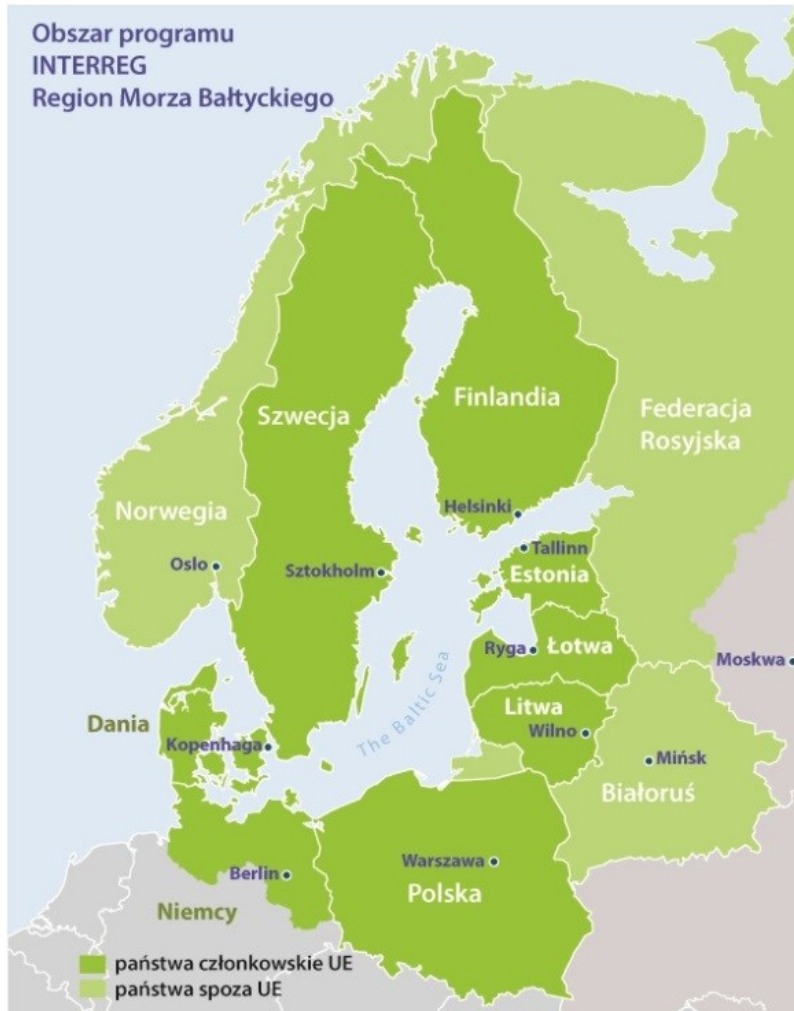 Obszar programu
INTERREG
Region Morza Bałtyckiego
Szwecja
Finlandia
Federacja
Rosyjska
Norwegia
Helsinki
Oslo
Sztokholm
Tallinn
Estonia
Ryga
Łotwa
Moskwa
The Baltic Sea
Litwa
Dania
Wilno
Kopenhaga
Mińsk
Białoruś
Warszawa
Berlin
Polska
Niemcy
państwa członkowskie UE
państwa spoza UE